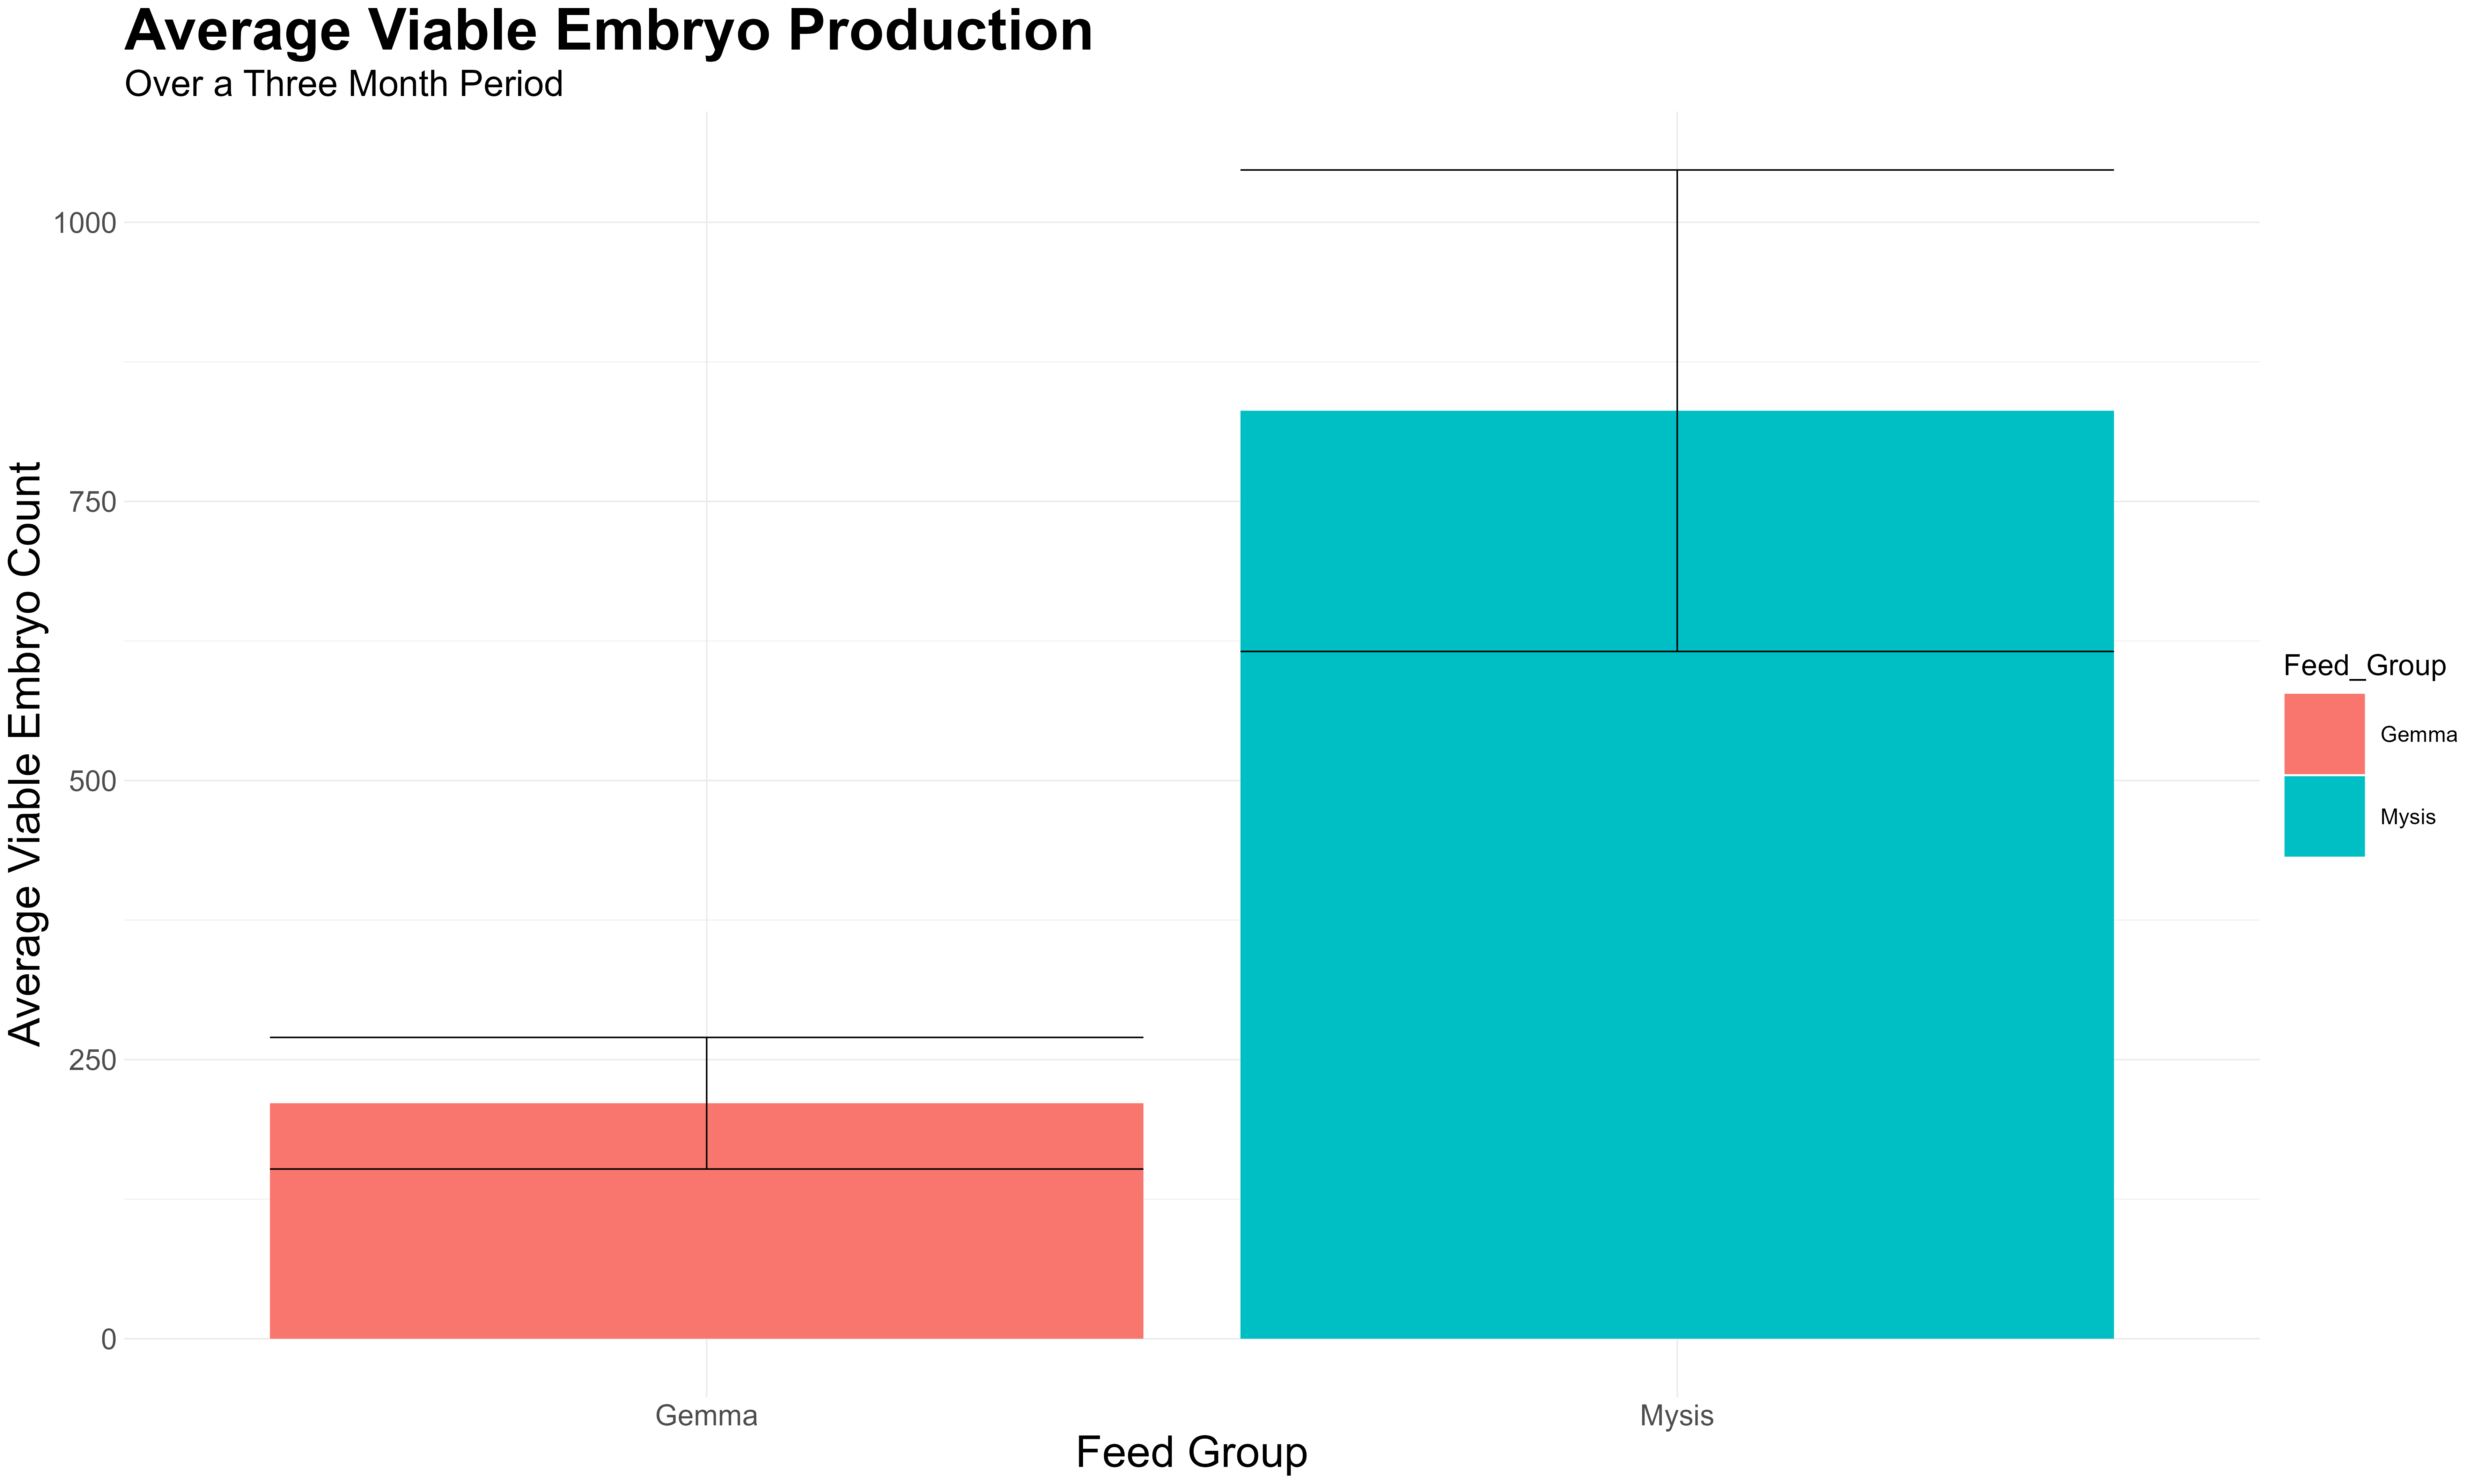 Average Viable Embryo Production
Over a Three Month Period
Average Viable Embryo Count
1000
750
500
250
0
Gemma
Mysis
Feed Group
Feed_Group
Gemma
Mysis